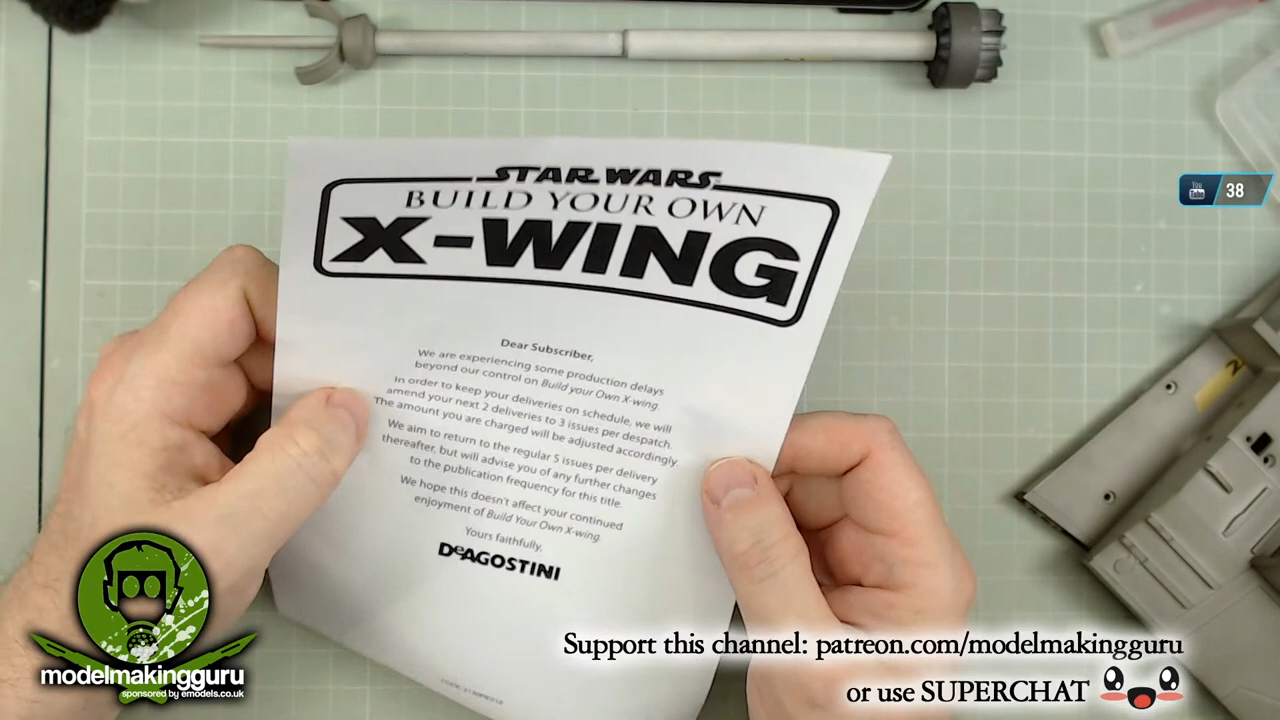 STAR WARS
BUILD YOUR OWN
X-WING
You
Tube
38
Dear Subscriber,
We are experiencing some production delays
beyond our control on Build your Own X-wing.
In order to keep your deliveries on schedule, we will
amend your next 2 deliveries to 3 issues per despatch.
The amount you are charged will be adjusted accordingly.
We aim to return to the regular 5 issues per delivery
thereafter, but will advise you of any further changes
to the publication frequency for this title.
We hope this doesn't affect your continued
enjoyment of Build Your Own X-wing.
Yours faithfully,
DeAGOSTINI
2
modelmakingguru
sponsored by emodels.co.uk
Support this channel: patreon.com/modelmakingguru
or use SUPERCHAT